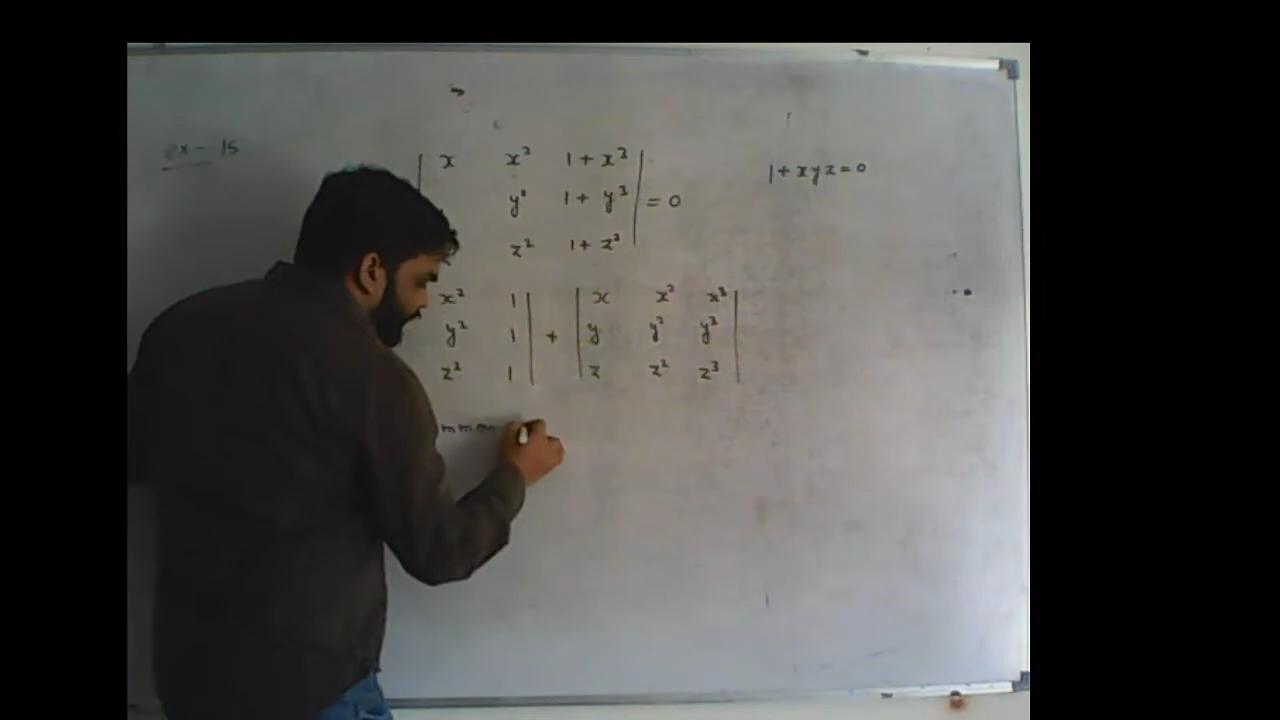 ex - 15
x x² 1 + x³ 1 + xyz = 0
y² 1 + y³ = 0
z² 1 + z³
x² 1 x x² x³
y² 1 + y y² y³
z² 1 z z² z³
mmon